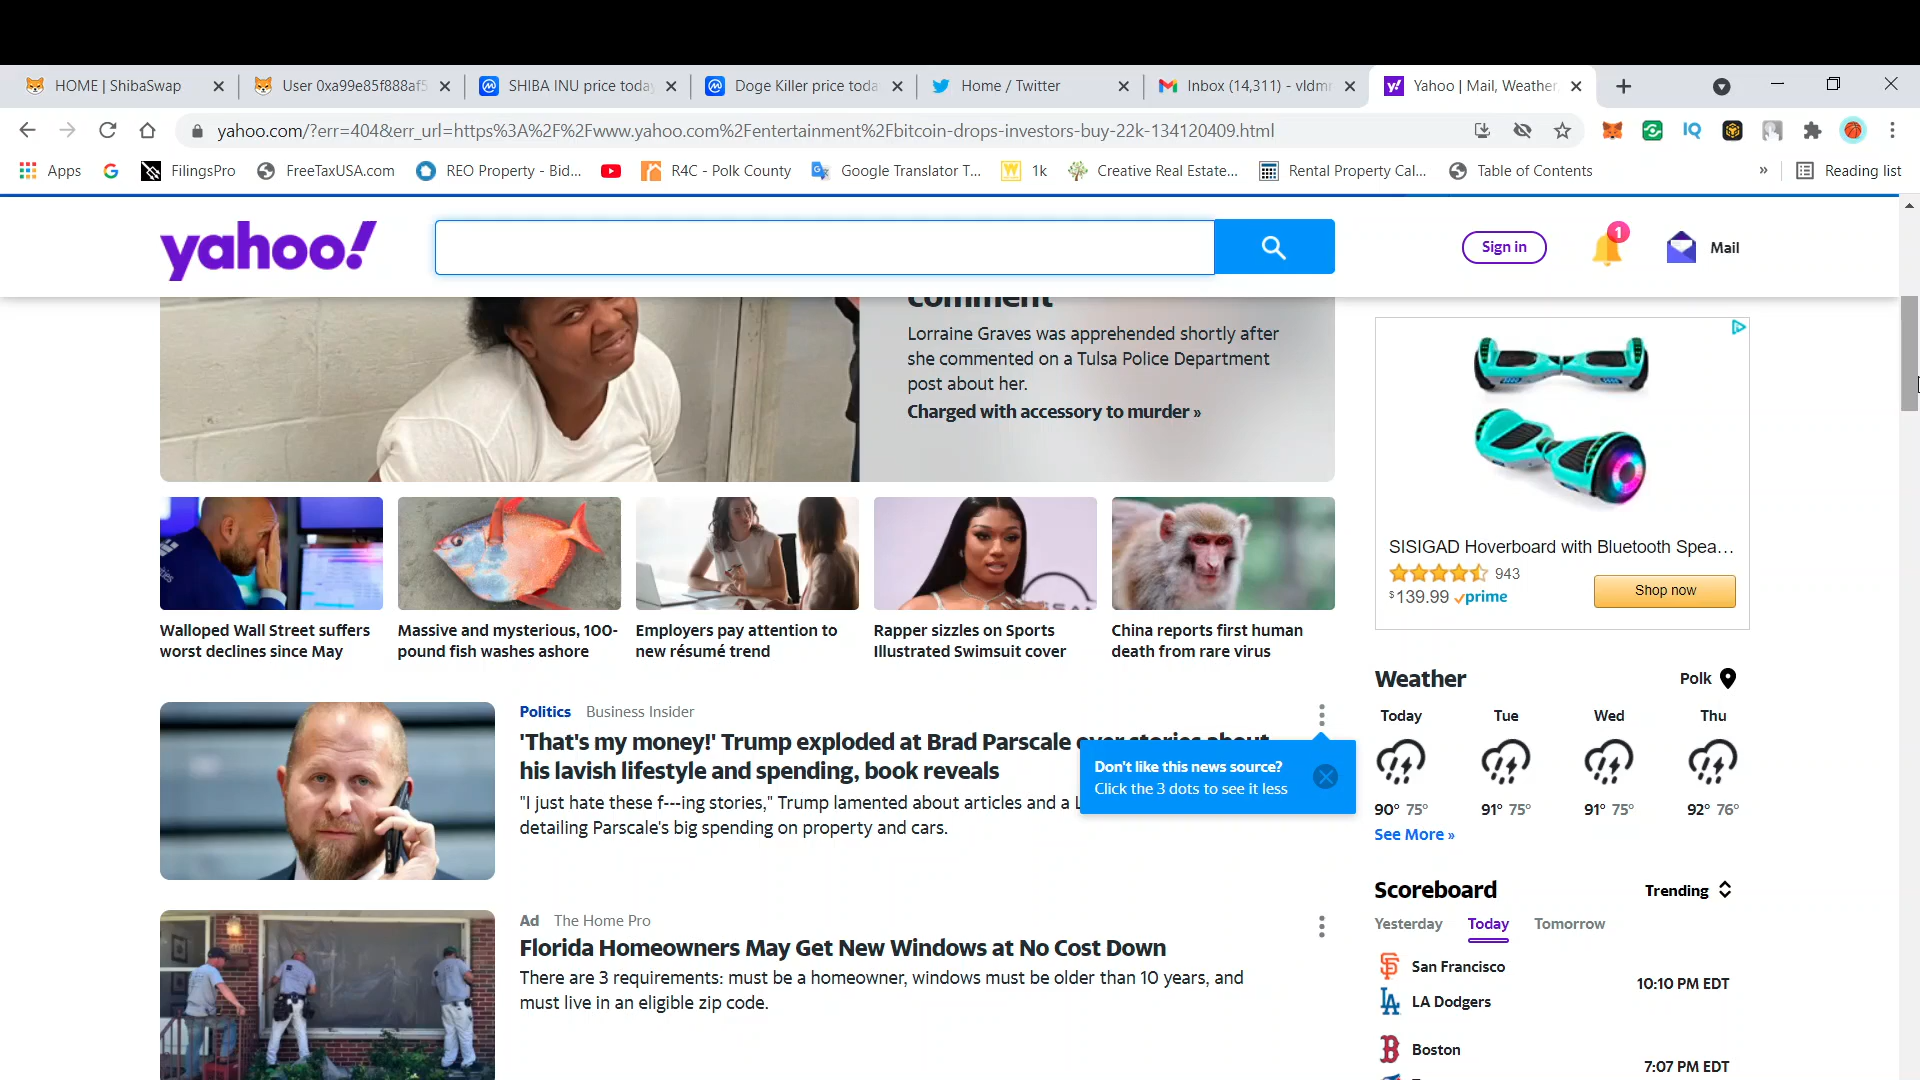 HOME | ShibaSwap
User 0xa99e85f888af5
SHIBA INU price today
Doge Killer price toda
Home / Twitter
Inbox (14,311) - vldmr
Yahoo | Mail, Weather,
yahoo.com/?err=404&err_url=https%3A%2F%2Fwww.yahoo.com%2Fentertainment%2Fbitcoin-drops-investors-buy-22k-134120409.html
IQ
Apps
FilingsPro
FreeTaxUSA.com
REO Property - Bid...
R4C - Polk County
Google Translator T...
1k
Creative Real Estate...
Rental Property Cal...
Table of Contents
»
Reading list
yahoo!
Sign in
1
Mail
comment
Lorraine Graves was apprehended shortly after
she commented on a Tulsa Police Department
post about her.
Charged with accessory to murder »
SISIGAD Hoverboard with Bluetooth Spea...
943
$139.99 prime
Shop now
Walloped Wall Street suffers
worst declines since May
Massive and mysterious, 100-
pound fish washes ashore
Employers pay attention to
new résumé trend
Rapper sizzles on Sports
Illustrated Swimsuit cover
China reports first human
death from rare virus
Weather
Polk
Today
Tue
Wed
Thu
90° 75°
91° 75°
91° 75°
92° 76°
See More »
Politics Business Insider
'That's my money!' Trump exploded at Brad Parscale over stories about
his lavish lifestyle and spending, book reveals
"I just hate these f---ing stories," Trump lamented about articles and a
detailing Parscale's big spending on property and cars.
Don't like this news source?
Click the 3 dots to see it less
Scoreboard
Trending
Yesterday
Today
Tomorrow
San Francisco
LA Dodgers
10:10 PM EDT
Boston
7:07 PM EDT
Ad The Home Pro
Florida Homeowners May Get New Windows at No Cost Down
There are 3 requirements: must be a homeowner, windows must be older than 10 years, and
must live in an eligible zip code.